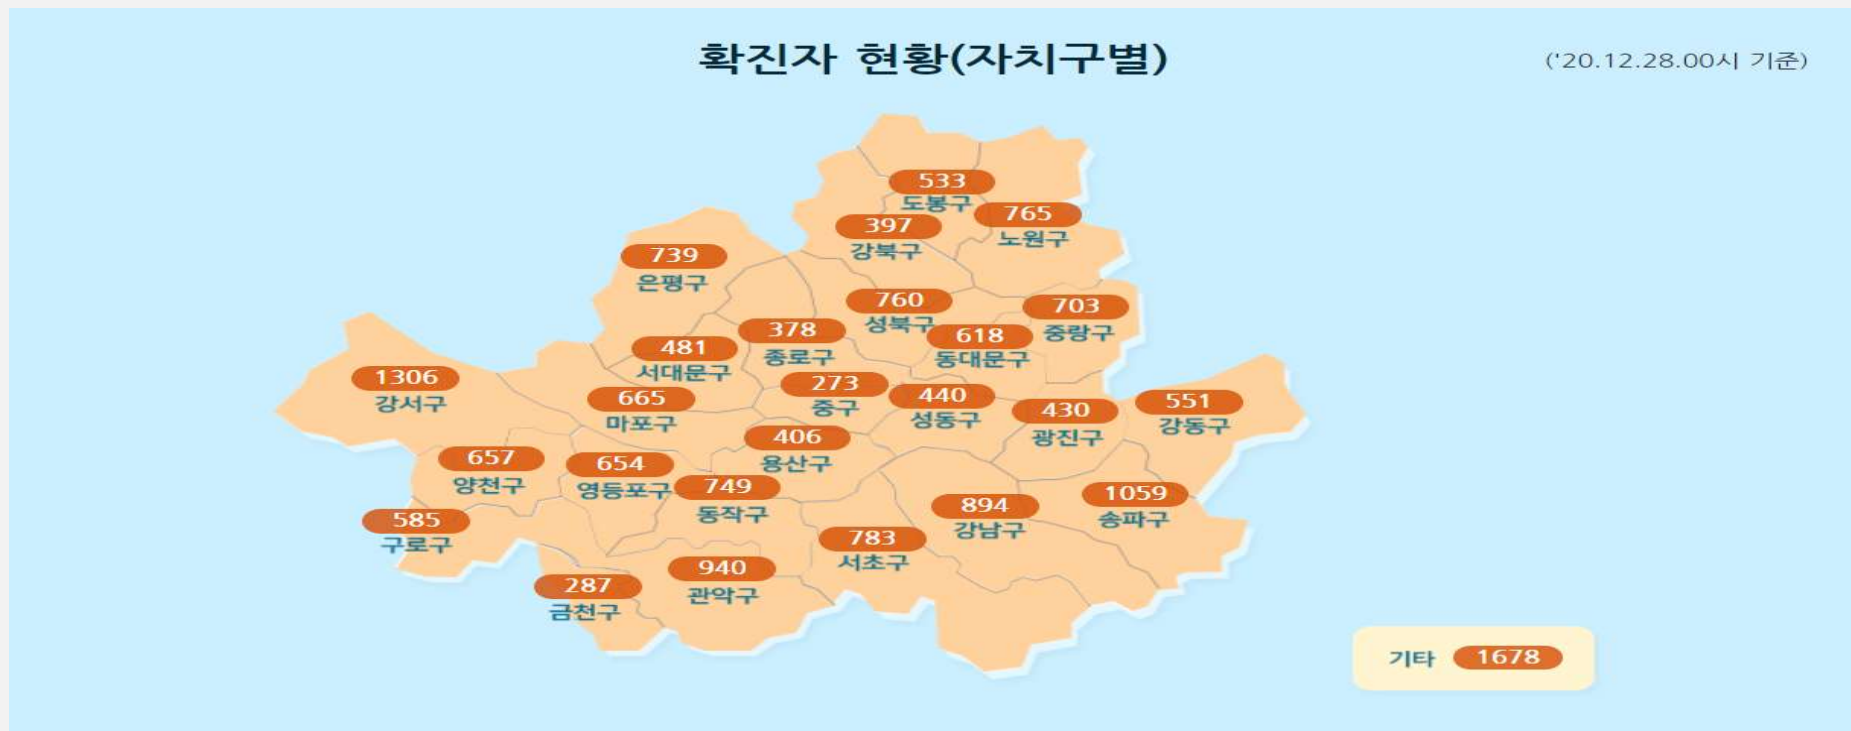 확진자 현황(자치구별)
('20.12.28.00시 기준)
533
도봉구
765
노원구
397
강북구
739
은평구
760
성북구
703
중랑구
378
종로구
618
동대문구
481
서대문구
1306
강서구
273
중구
440
성동구
665
마포구
551
강동구
430
광진구
406
용산구
657
양천구
654
영등포구
749
동작구
1059
송파구
894
강남구
585
구로구
783
서초구
940
관악구
287
금천구
기타 1678